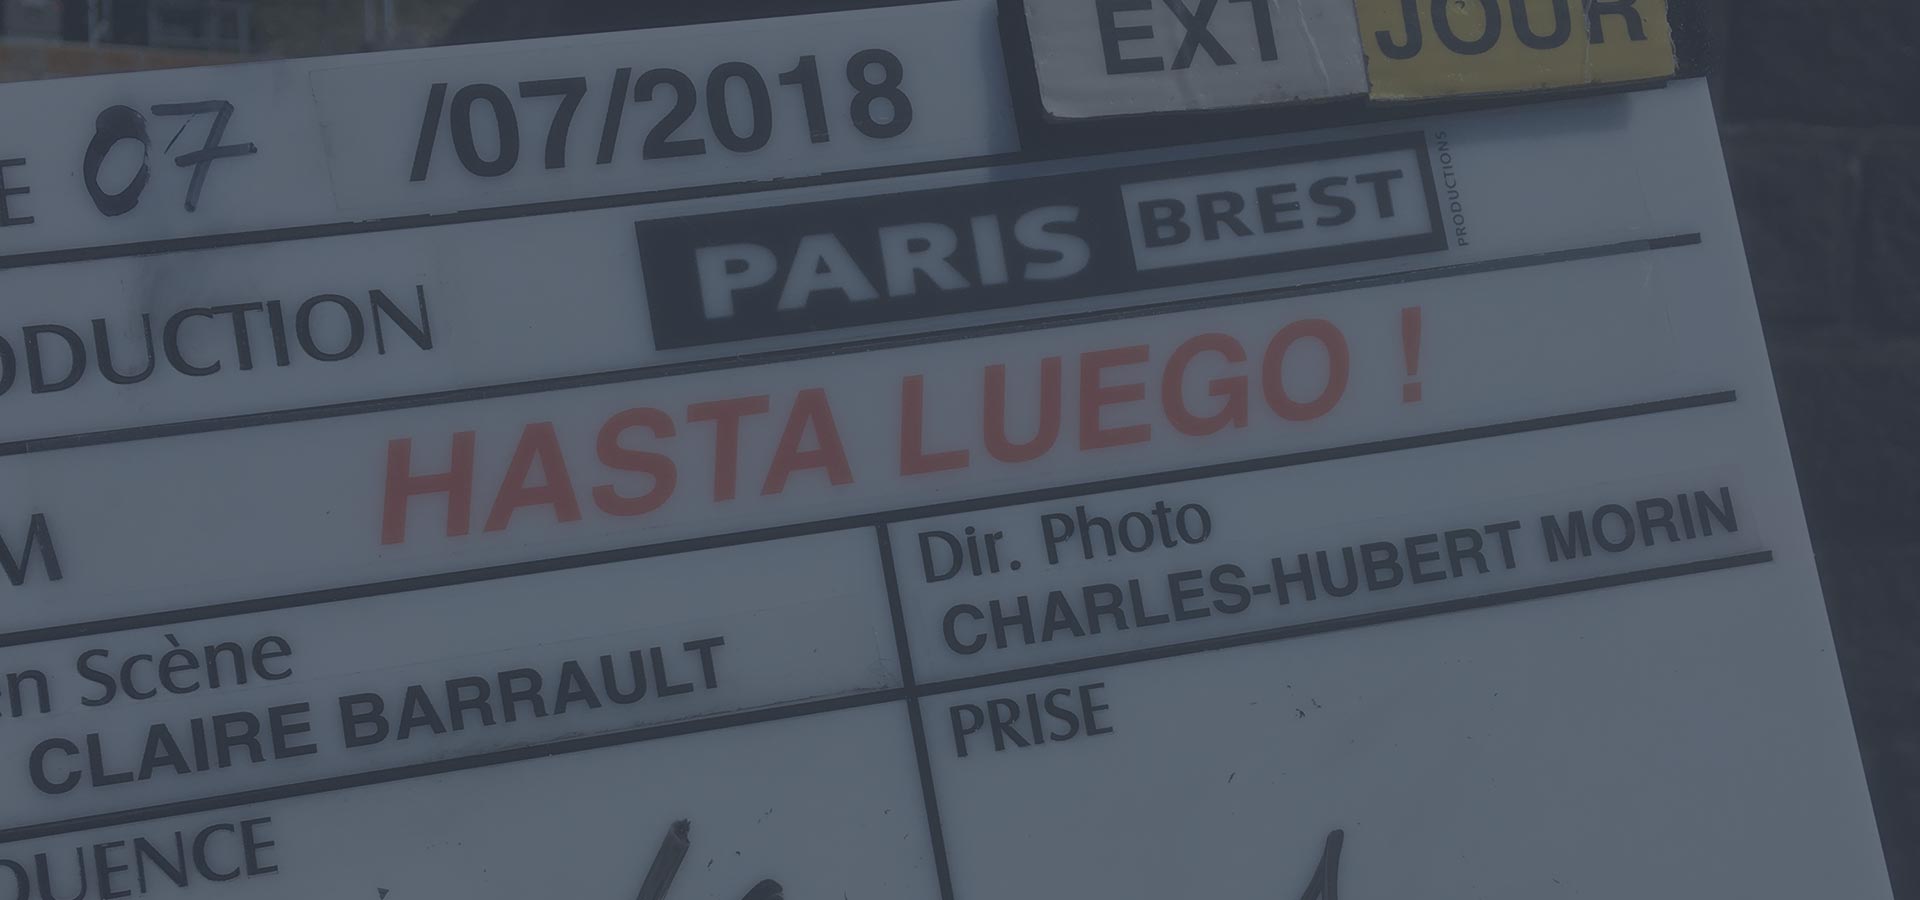 EXT JOUR
E 07 /07/2018
ODUCTION PARIS BREST PRODUCTIONS
M HASTA LUEGO !
en Scène
CLAIRE BARRAULT
Dir. Photo
CHARLES-HUBERT MORIN
QUENCE
PRISE